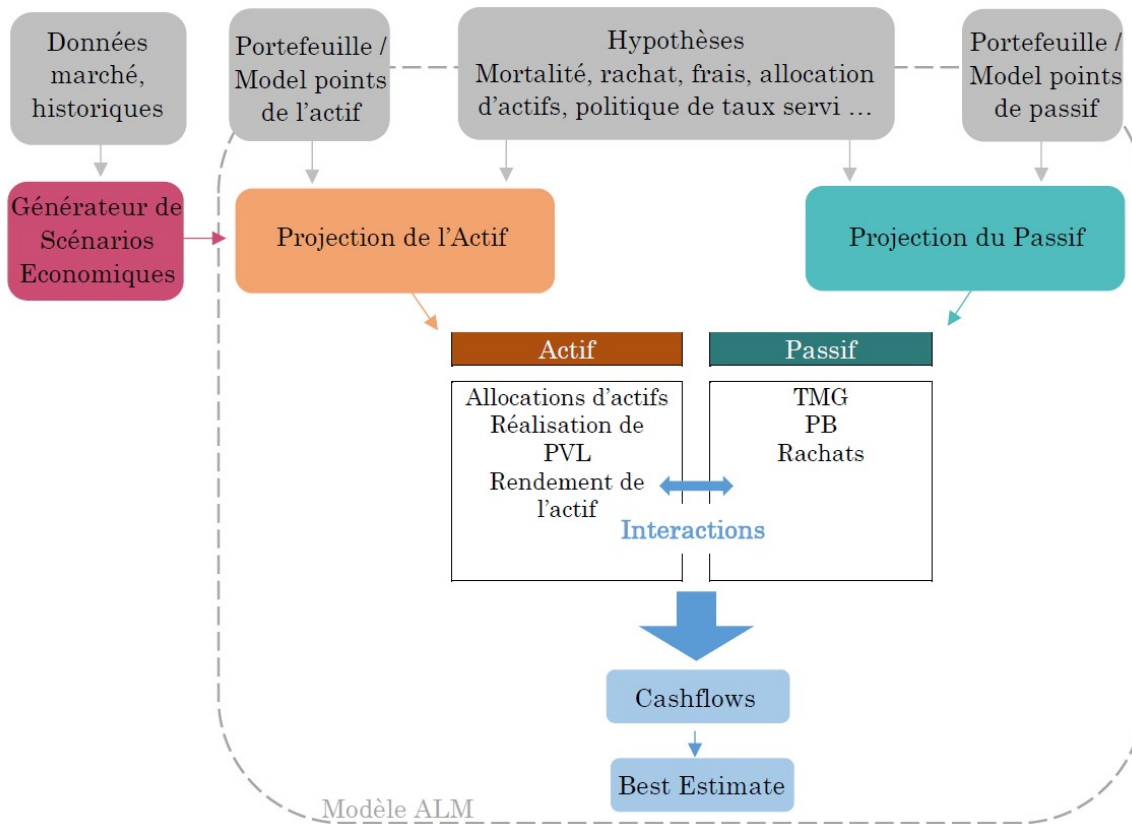 Données
marché,
historiques
Portefeuille /
Model points
de l’actif
Hypothèses
Mortalité, rachat, frais, allocation
d’actifs, politique de taux servi ...
Portefeuille /
Model points
de passif
Générateur de
Scénarios
Economiques
Projection de l’Actif
Projection du Passif
Actif
Passif
Allocations d’actifs
Réalisation de
PVL
Rendement de
l’actif
TMG
PB
Rachats
Interactions
Cashflows
Best Estimate
Modèle ALM